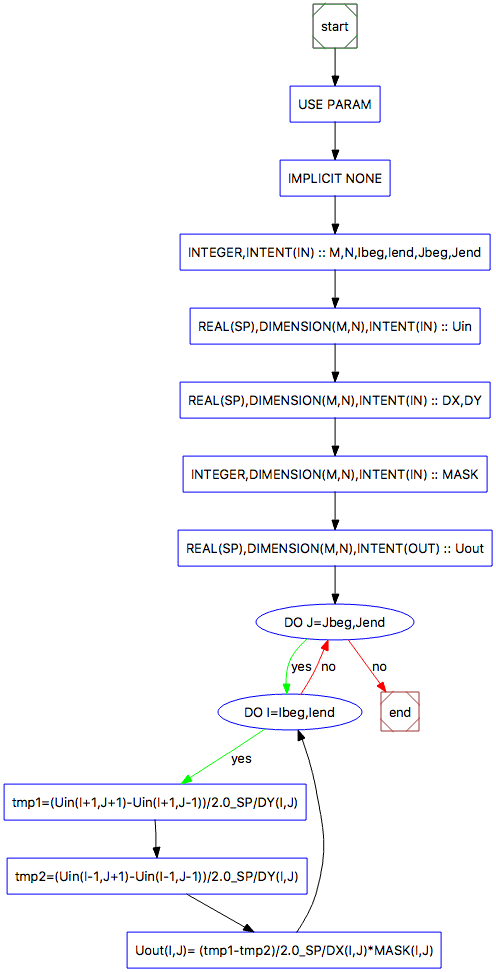 start
USE PARAM
IMPLICIT NONE
INTEGER,INTENT(IN) :: M,N,Ibeg,Iend,Jbeg,Jend
REAL(SP),DIMENSION(M,N),INTENT(IN) :: Uin
REAL(SP),DIMENSION(M,N),INTENT(IN) :: DX,DY
INTEGER,DIMENSION(M,N),INTENT(IN) :: MASK
REAL(SP),DIMENSION(M,N),INTENT(OUT) :: Uout
DO J=Jbeg,Jend
yes
no
no
DO I=Ibeg,Iend
end
yes
tmp1=(Uin(I+1,J+1)-Uin(I+1,J-1))/2.0_SP/DY(I,J)
tmp2=(Uin(I-1,J+1)-Uin(I-1,J-1))/2.0_SP/DY(I,J)
Uout(I,J)= (tmp1-tmp2)/2.0_SP/DX(I,J)*MASK(I,J)